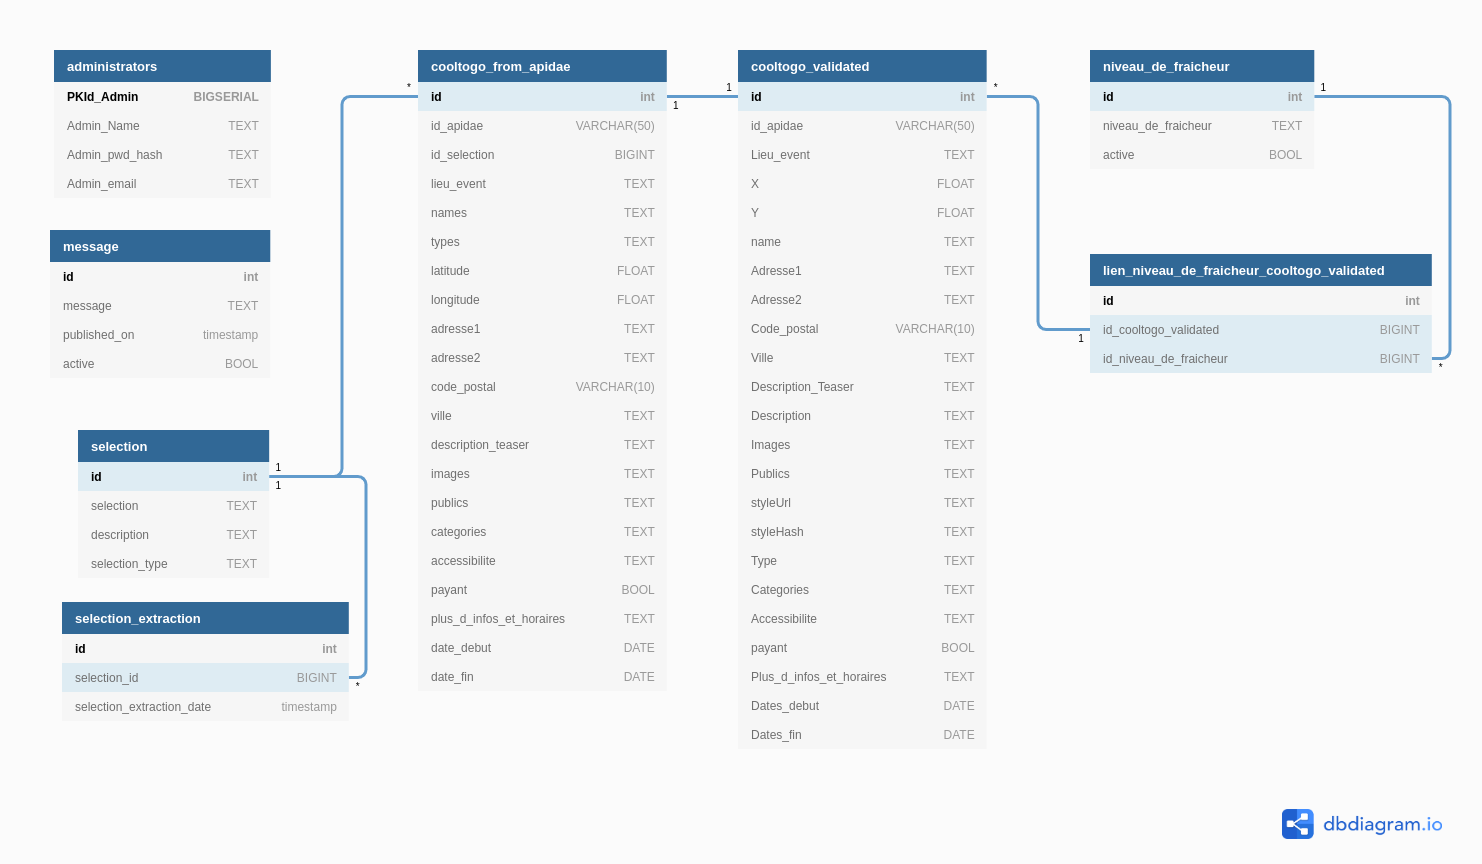 administrators
PKId_Admin BIGSERIAL
Admin_Name TEXT
Admin_pwd_hash TEXT
Admin_email TEXT
message
id int
message TEXT
published_on timestamp
active BOOL
selection
id int
selection TEXT
description TEXT
selection_type TEXT
1
1
selection_extraction
id int
selection_id BIGINT
selection_extraction_date timestamp
*
*
cooltogo_from_apidae
id int
id_apidae VARCHAR(50)
id_selection BIGINT
lieu_event TEXT
names TEXT
types TEXT
latitude FLOAT
longitude FLOAT
adresse1 TEXT
adresse2 TEXT
code_postal VARCHAR(10)
ville TEXT
description_teaser TEXT
images TEXT
publics TEXT
categories TEXT
accessibilite TEXT
payant BOOL
plus_d_infos_et_horaires TEXT
date_debut DATE
date_fin DATE
1
1
cooltogo_validated
id int
id_apidae VARCHAR(50)
Lieu_event TEXT
X FLOAT
Y FLOAT
name TEXT
Adresse1 TEXT
Adresse2 TEXT
Code_postal VARCHAR(10)
Ville TEXT
Description_Teaser TEXT
Description TEXT
Images TEXT
Publics TEXT
styleUrl TEXT
styleHash TEXT
Type TEXT
Categories TEXT
Accessibilite TEXT
payant BOOL
Plus_d_infos_et_horaires TEXT
Dates_debut DATE
Dates_fin DATE
*
1
niveau_de_fraicheur
id int
niveau_de_fraicheur TEXT
active BOOL
1
lien_niveau_de_fraicheur_cooltogo_validated
id int
id_cooltogo_validated BIGINT
id_niveau_de_fraicheur BIGINT
*
dbdiagram.io